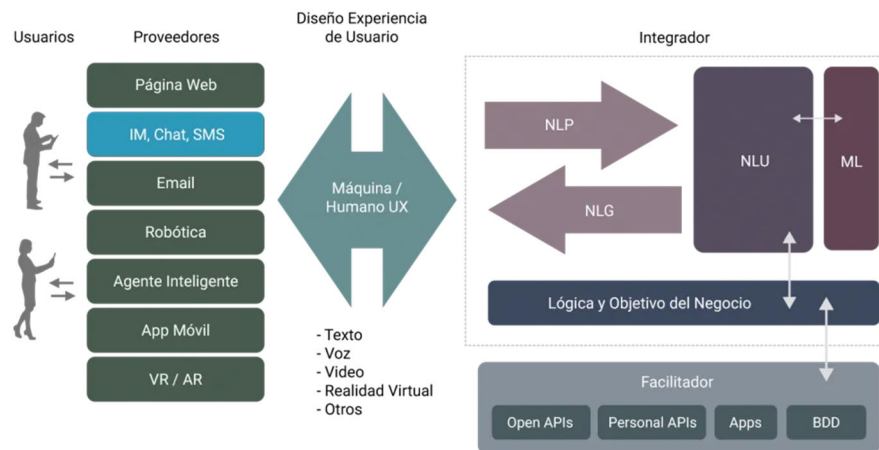 Usuarios
Proveedores
Diseño Experiencia
de Usuario
Integrador
Página Web
IM, Chat, SMS
Email
Robótica
Agente Inteligente
App Móvil
VR / AR
Máquina /
Humano UX
- Texto
- Voz
- Video
- Realidad Virtual
- Otros
NLP
NLG
NLU
ML
Lógica y Objetivo del Negocio
Facilitador
Open APIs
Personal APIs
Apps
BDD